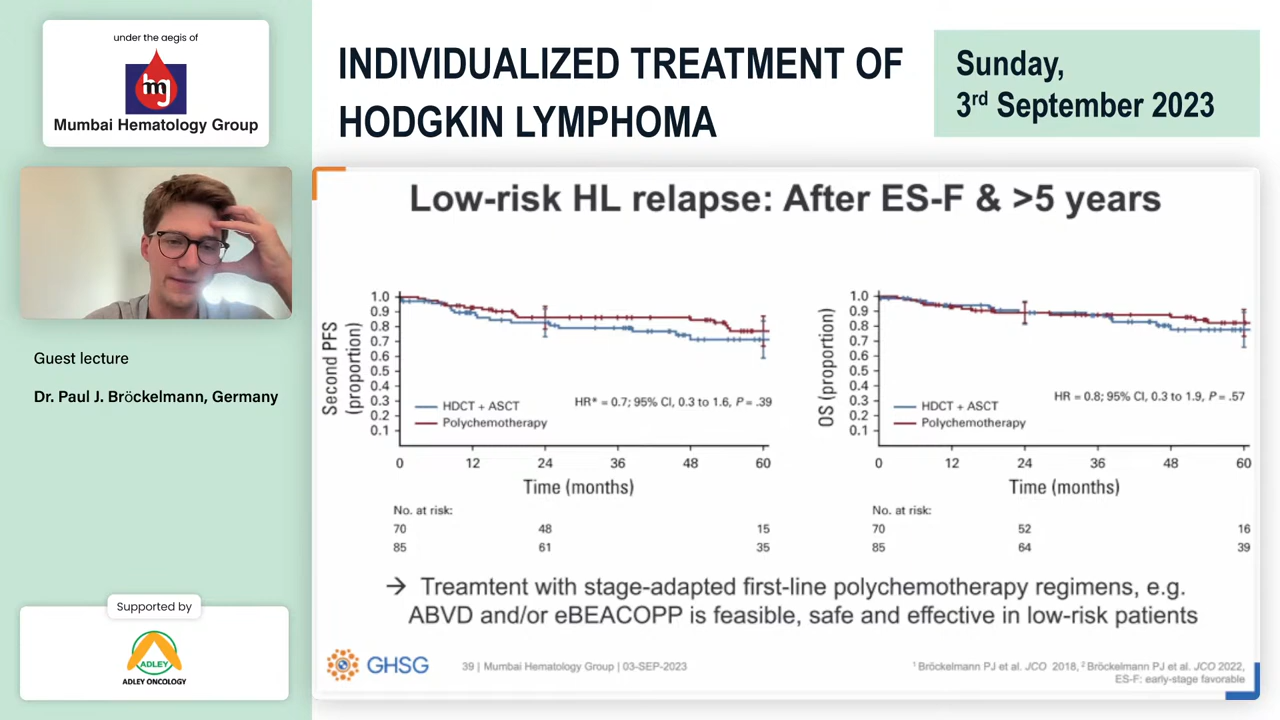 under the aegis of
mg
Mumbai Hematology Group
INDIVIDUALIZED TREATMENT OF
HODGKIN LYMPHOMA
Sunday,
3rd September 2023
Guest lecture
Dr. Paul J. Bröckelmann, Germany
Supported by
ADLEY
ADLEY ONCOLOGY
Low-risk HL relapse: After ES-F & >5 years
Second PFS
(proportion)
1.0
0.9
0.8
0.7
0.6
0.5
0.4
0.3
0.2
0.1
HDCT + ASCT
Polychemotherapy
HR* = 0.7; 95% CI, 0.3 to 1.6, P = .39
0 12 24 36 48 60
Time (months)
No. at risk:
70 48 15
85 61 35
OS (proportion)
1.0
0.9
0.8
0.7
0.6
0.5
0.4
0.3
0.2
0.1
HDCT + ASCT
Polychemotherapy
HR = 0.8; 95% CI, 0.3 to 1.9, P = .57
0 12 24 36 48 60
Time (months)
No. at risk:
70 52 16
85 64 39
→ Treamtent with stage-adapted first-line polychemotherapy regimens, e.g.
ABVD and/or eBEACOPP is feasible, safe and effective in low-risk patients
GHSG
39 | Mumbai Hematology Group | 03-SEP-2023
1 Bröckelmann PJ et al. JCO 2018, 2 Bröckelmann PJ et al. JCO 2022,
ES-F: early-stage favorable